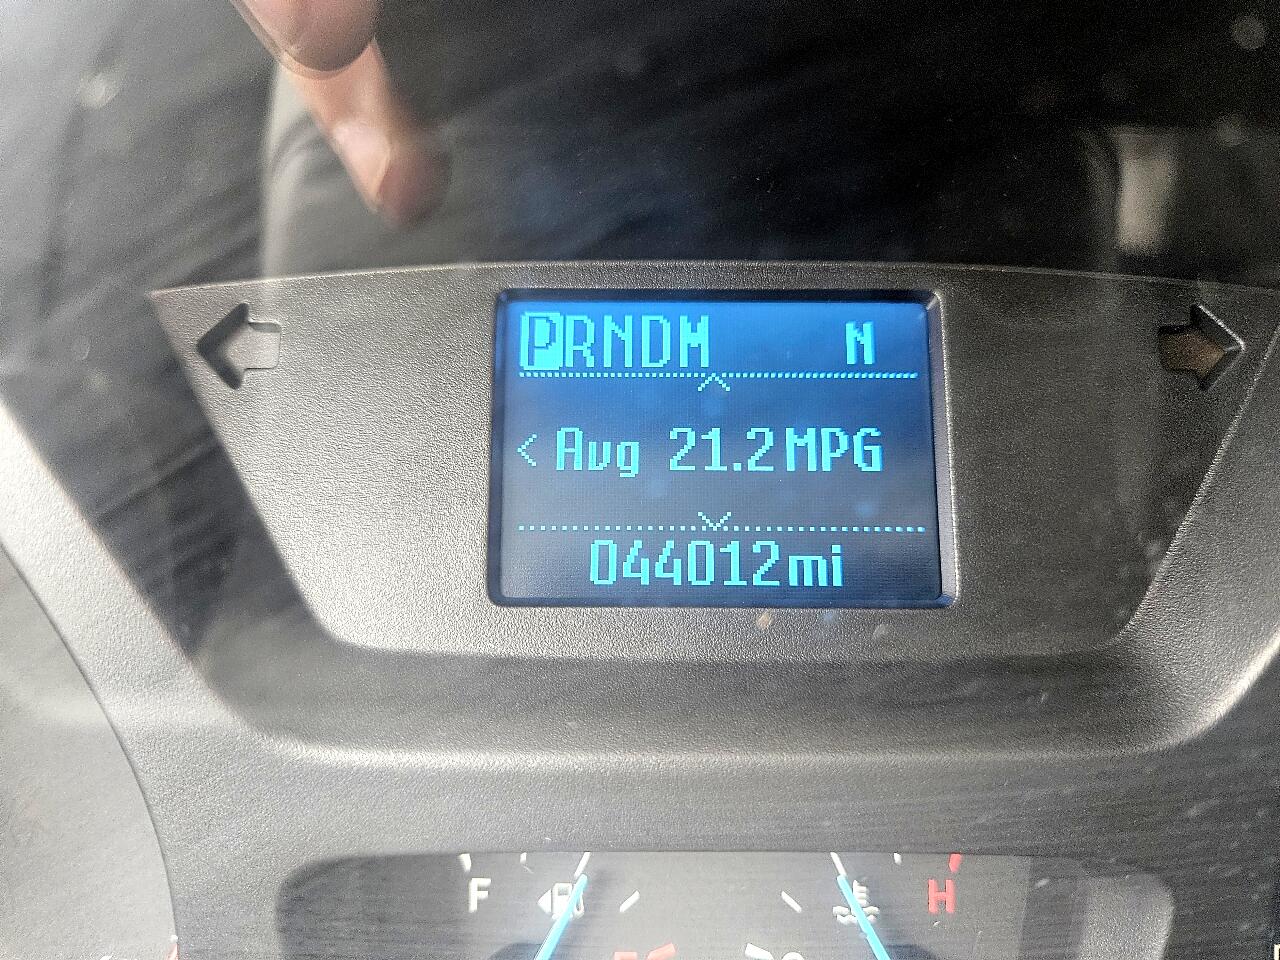 PRNDM N
< Avg 21.2MPG
044012mi
F H